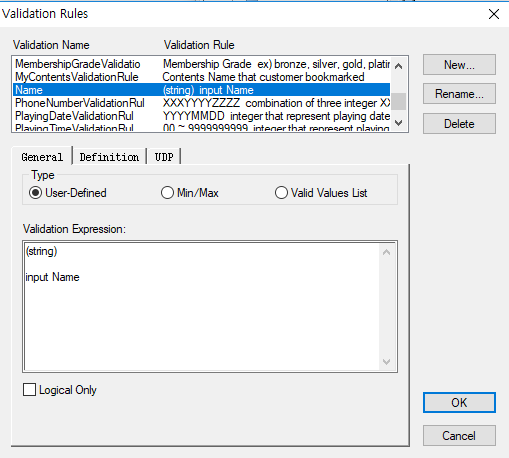 Validation Rules
Validation Name Validation Rule
MembershipGradeValidatio Membership Grade ex) bronze, silver, gold, platin
MyContentsValidationRule Contents Name that customer bookmarked
Name (string) input Name
PhoneNumberValidationRul XXXYYYYZZZZ combination of three integer XX
PlayingDateValidationRul YYYYMMDD integer that represent playing date
PlayingTimeValidationRul 00 ~ 9999999999 integer that represent playing
New...
Rename...
Delete
General Definition UDP
Type
User-Defined Min/Max Valid Values List
Validation Expression:
(string)
input Name
Logical Only
OK
Cancel